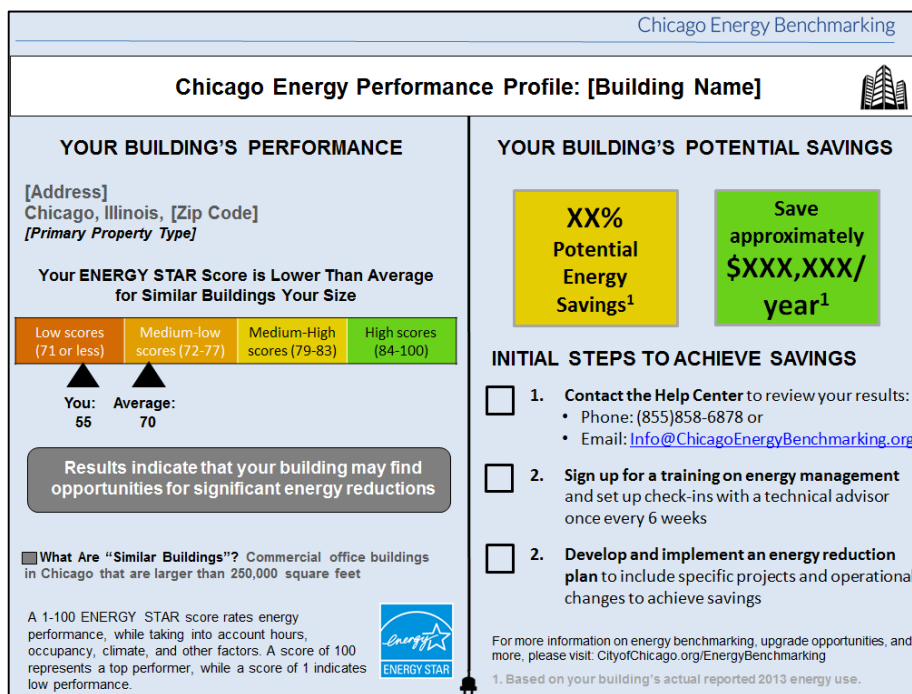 Chicago Energy Benchmarking
Chicago Energy Performance Profile: [Building Name]
YOUR BUILDING'S PERFORMANCE
[Address]
Chicago, Illinois, [Zip Code]
[Primary Property Type]
Your ENERGY STAR Score is Lower Than Average
for Similar Buildings Your Size
Low scores
(71 or less)
Medium-low
scores (72-77)
Medium-High
scores (79-83)
High scores
(84-100)
You:
55
Average:
70
Results indicate that your building may find
opportunities for significant energy reductions
What Are "Similar Buildings"? Commercial office buildings
in Chicago that are larger than 250,000 square feet
A 1-100 ENERGY STAR score rates energy
performance, while taking into account hours,
occupancy, climate, and other factors. A score of 100
represents a top performer, while a score of 1 indicates
low performance.
energy
ENERGY STAR
YOUR BUILDING'S POTENTIAL SAVINGS
XX%
Potential
Energy
Savings1
Save
approximately
$XXX,XXX/
year1
INITIAL STEPS TO ACHIEVE SAVINGS
1. Contact the Help Center to review your results:
• Phone: (855)858-6878 or
• Email: Info@ChicagoEnergyBenchmarking.org
2. Sign up for a training on energy management
and set up check-ins with a technical advisor
once every 6 weeks
2. Develop and implement an energy reduction
plan to include specific projects and operational
changes to achieve savings
For more information on energy benchmarking, upgrade opportunities, and
more, please visit: CityofChicago.org/EnergyBenchmarking
1. Based on your building's actual reported 2013 energy use.